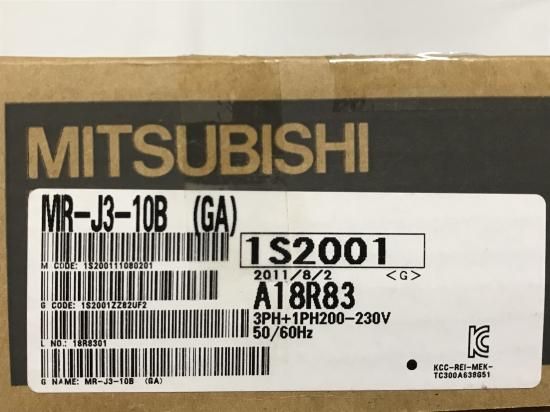 MITSUBISHI
MR-J3-10B (GA)
1S2001
M CODE: 1S200111080201
2011/8/2 <G>
A18R83
G CODE: 1S2001ZZ82UF2
3PH+1PH200-230V
50/60Hz
L NO.: 18R8301
KCC-REI-MEK-
TC300A638G51
G NAME: MR-J3-10B (GA)